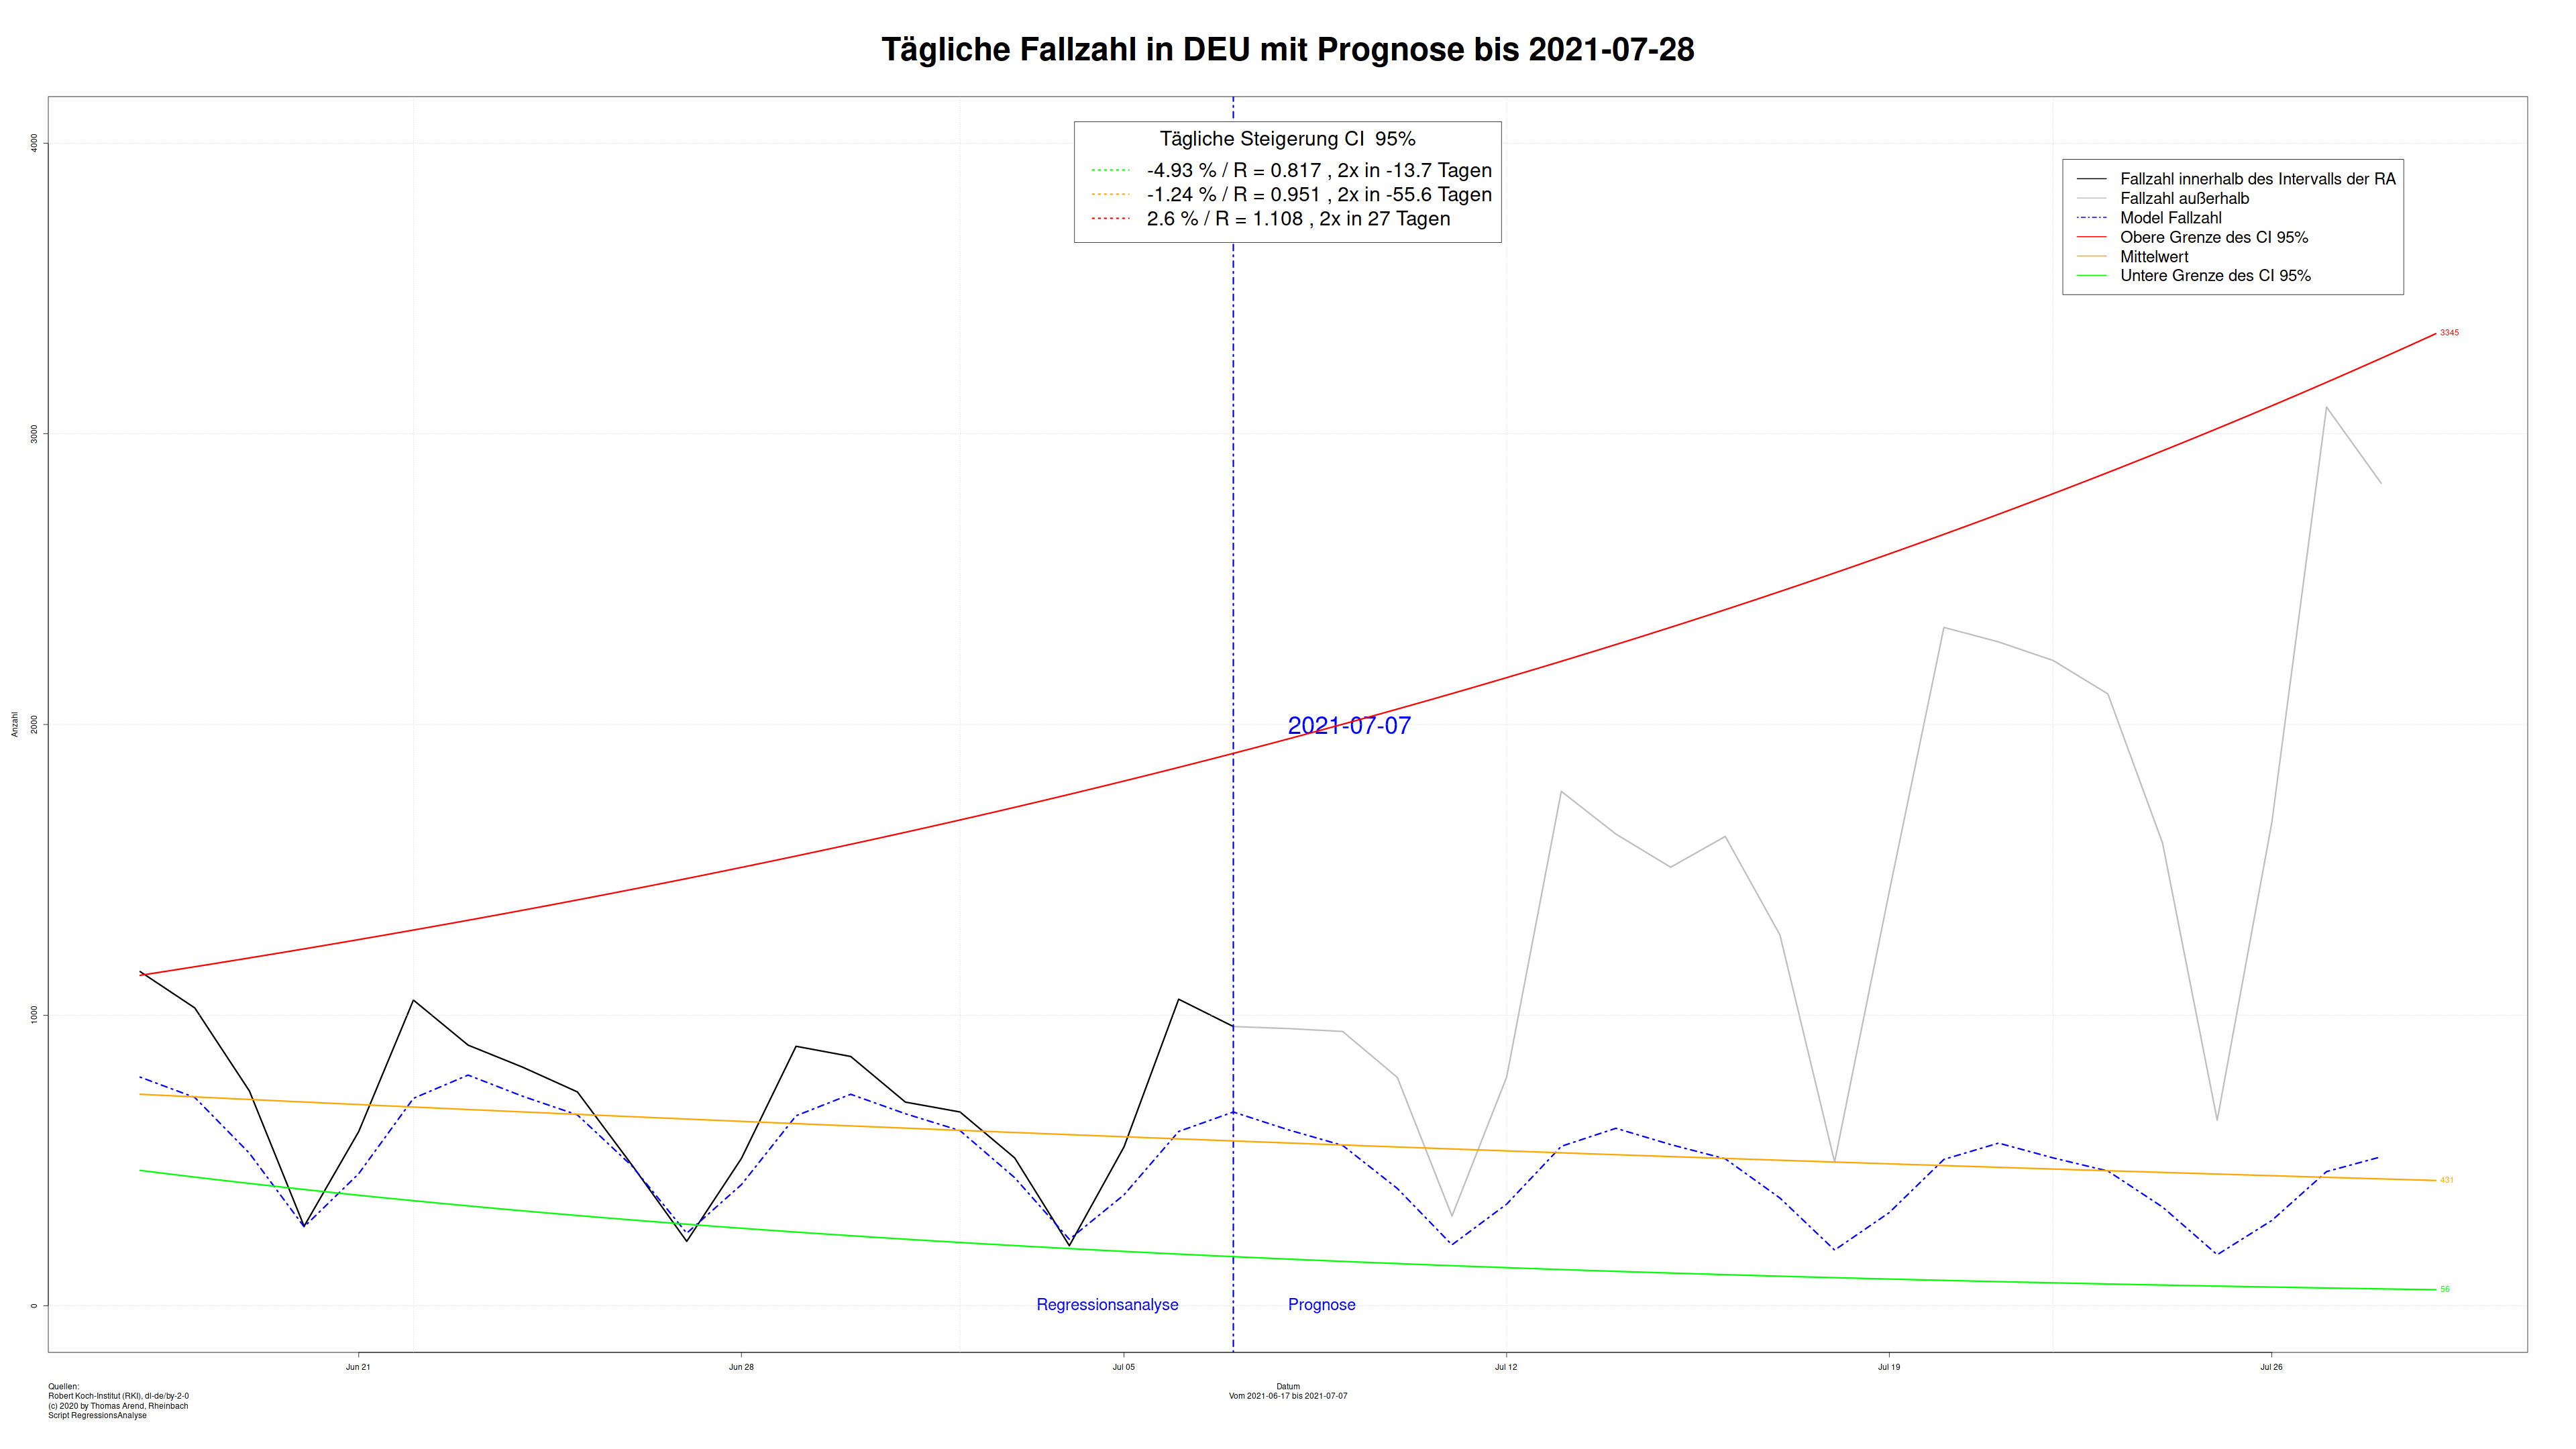 Tägliche Fallzahl in DEU mit Prognose bis 2021-07-28
Tägliche Steigerung CI  95%
-4.93 % / R = 0.817 , 2x in -13.7 Tagen
-1.24 % / R = 0.951 , 2x in -55.6 Tagen
2.6 % / R = 1.108 , 2x in 27 Tagen
Fallzahl innerhalb des Intervalls der RA
Fallzahl außerhalb
Model Fallzahl
Obere Grenze des CI 95%
Mittelwert
Untere Grenze des CI 95%
4000
3000
2000
1000
0
Anzahl
3345
2021-07-07
431
56
Regressionsanalyse
Prognose
Jun 21
Jun 28
Jul 05
Jul 12
Jul 19
Jul 26
Datum
Vom 2021-06-17 bis 2021-07-07
Quellen:
Robert Koch-Institut (RKI), dl-de/by-2-0
(c) 2020 by Thomas Arend, Rheinbach
Script RegressionsAnalyse